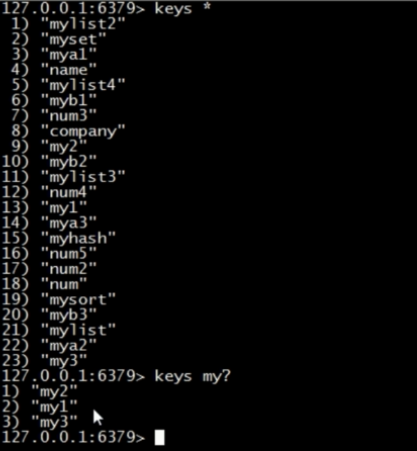 127.0.0.1:6379> keys *
1) "mylist2"
2) "myset"
3) "mya1"
4) "name"
5) "mylist4"
6) "myb1"
7) "num3"
8) "company"
9) "my2"
10) "myb2"
11) "mylist3"
12) "num4"
13) "my1"
14) "mya3"
15) "myhash"
16) "num5"
17) "num2"
18) "num"
19) "mysort"
20) "myb3"
21) "mylist"
22) "mya2"
23) "my3"
127.0.0.1:6379> keys my?
1) "my2"
2) "my1"
3) "my3"
127.0.0.1:6379>